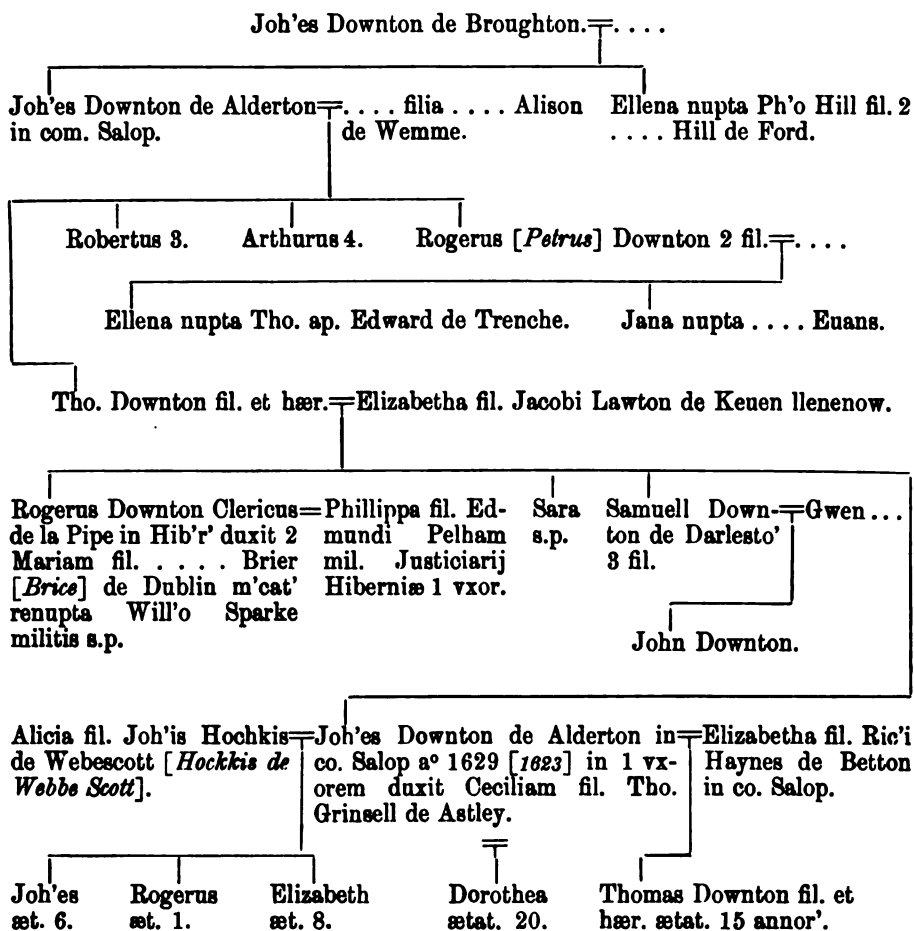 Joh'es Downton de Broughton.=. . . .
Joh'es Downton de Alderton=. . . . filia . . . . Alison
in com. Salop. de Wemme.
Ellena nupta Ph'o Hill fil. 2
. . . . Hill de Ford.
Robertus 3. Arthurus 4. Rogerus [Petrus] Downton 2 fil.=. . . .
Ellena nupta Tho. ap. Edward de Trenche. Jana nupta . . . . Euans.
Tho. Downton fil. et hær.=Elizabetha fil. Jacobi Lawton de Keuen llenenow.
Rogerus Downton Clericus=
de la Pipe in Hib'r' duxit 2
Mariam fil. . . . . . Brier
[Brice] de Dublin m'cat'
renupta Will'o Sparke
militis s.p.
Phillippa fil. Ed-
mundi Pelham
mil. Justiciarij
Hiberniæ 1 vxor.
Sara
s.p.
Samuell Down-=Gwen . . .
ton de Darlesto'
3 fil.
John Downton.
Alicia fil. Joh'is Hochkis=
de Webescott [Hockkis de
Webbe Scott].
Joh'es Downton de Alderton in=
co. Salop aº 1629 [1623] in 1 vx-
orem duxit Ceciliam fil. Tho.
Grinsell de Astley.
=
Elizabetha fil. Ric'i
Haynes de Betton
in co. Salop.
Joh'es
æt. 6.
Rogerus
æt. 1.
Elizabeth
æt. 8.
Dorothea
ætat. 20.
Thomas Downton fil. et
hær. ætat. 15 annor'.